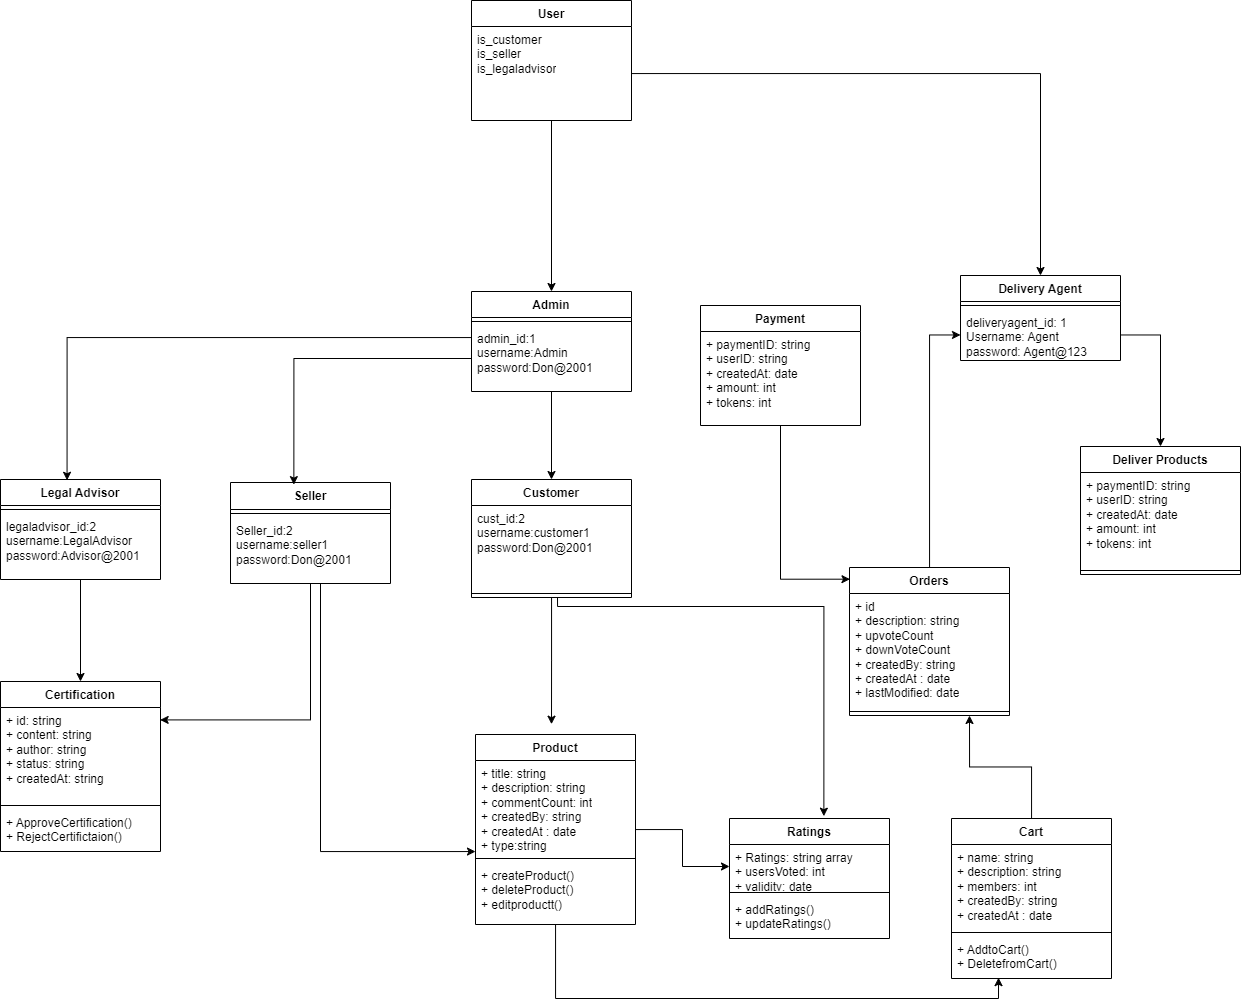 User
is_customer
is_seller
is_legaladvisor
Delivery Agent
deliveryagent_id: 1
Username: Agent
password: Agent@123
Admin
admin_id:1
username:Admin
password:Don@2001
Payment
+ paymentID: string
+ userID: string
+ createdAt: date
+ amount: int
+ tokens: int
Deliver Products
+ paymentID: string
+ userID: string
+ createdAt: date
+ amount: int
+ tokens: int
Legal Advisor
legaladvisor_id:2
username:LegalAdvisor
password:Advisor@2001
Seller
Seller_id:2
username:seller1
password:Don@2001
Customer
cust_id:2
username:customer1
password:Don@2001
Orders
+ id
+ description: string
+ upvoteCount
+ downVoteCount
+ createdBy: string
+ createdAt : date
+ lastModified: date
Certification
+ id: string
+ content: string
+ author: string
+ status: string
+ createdAt: string
+ ApproveCertification()
+ RejectCertifictaion()
Product
+ title: string
+ description: string
+ commentCount: int
+ createdBy: string
+ createdAt : date
+ type:string
+ createProduct()
+ deleteProduct()
+ editproductt()
Ratings
+ Ratings: string array
+ usersVoted: int
+ validity: date
+ addRatings()
+ updateRatings()
Cart
+ name: string
+ description: string
+ members: int
+ createdBy: string
+ createdAt : date
+ AddtoCart()
+ DeletefromCart()